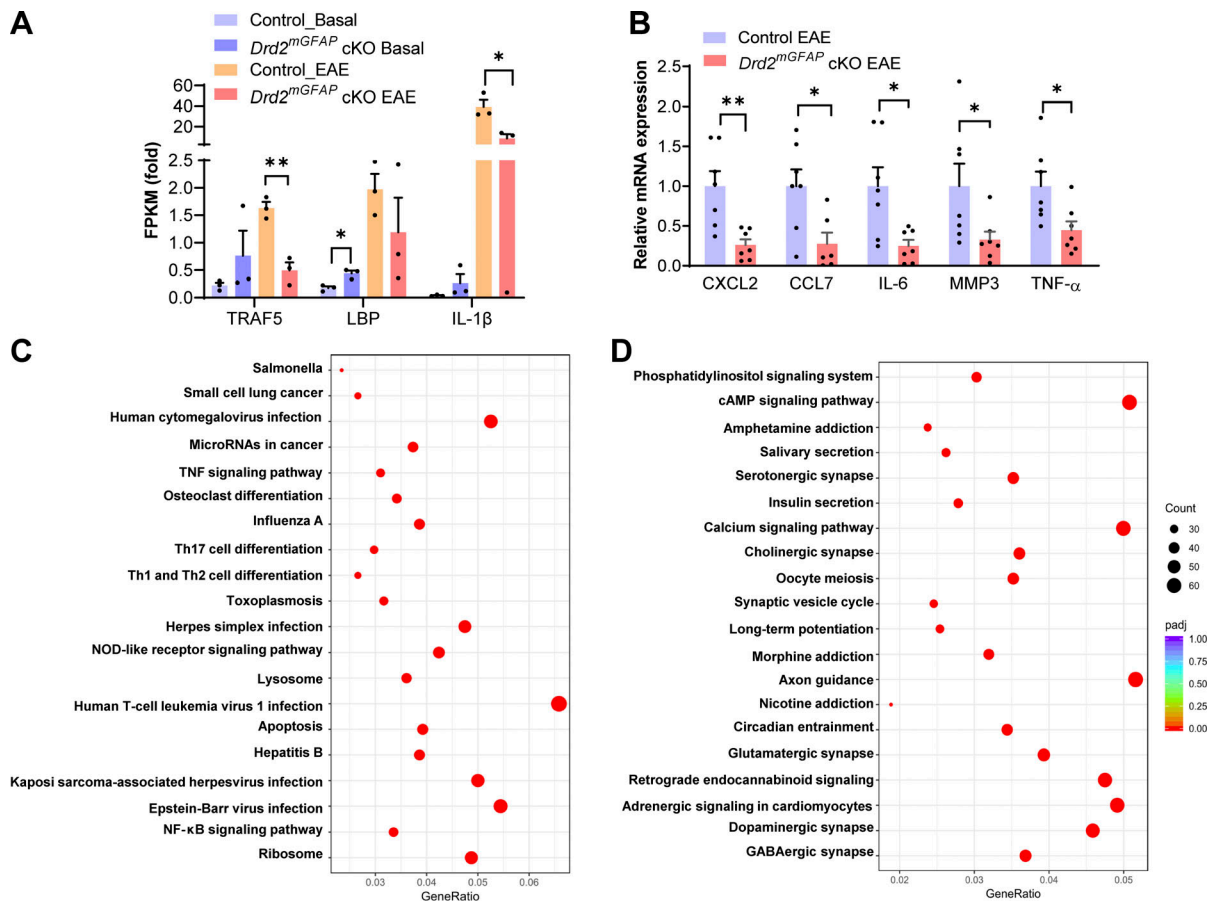 A
Control_Basal
Drd2mGFAP cKO Basal
Control_EAE
Drd2mGFAP cKO EAE
FPKM (fold)
60
40
20
2.5
2.0
1.5
1.0
0.5
0.0
**
*
*
TRAF5 LBP IL-1β
B
Control EAE
Drd2mGFAP cKO EAE
Relative mRNA expression
2.5
2.0
1.5
1.0
0.5
0.0
** * * * *
CXCL2 CCL7 IL-6 MMP3 TNF-α
C
Salmonella
Small cell lung cancer
Human cytomegalovirus infection
MicroRNAs in cancer
TNF signaling pathway
Osteoclast differentiation
Influenza A
Th17 cell differentiation
Th1 and Th2 cell differentiation
Toxoplasmosis
Herpes simplex infection
NOD-like receptor signaling pathway
Lysosome
Human T-cell leukemia virus 1 infection
Apoptosis
Hepatitis B
Kaposi sarcoma-associated herpesvirus infection
Epstein-Barr virus infection
NF-κB signaling pathway
Ribosome
0.03 0.04 0.05 0.06
GeneRatio
D
Phosphatidylinositol signaling system
cAMP signaling pathway
Amphetamine addiction
Salivary secretion
Serotonergic synapse
Insulin secretion
Calcium signaling pathway
Cholinergic synapse
Oocyte meiosis
Synaptic vesicle cycle
Long-term potentiation
Morphine addiction
Axon guidance
Nicotine addiction
Circadian entrainment
Glutamatergic synapse
Retrograde endocannabinoid signaling
Adrenergic signaling in cardiomyocytes
Dopaminergic synapse
GABAergic synapse
0.02 0.03 0.04 0.05
GeneRatio
Count
30
40
50
60
padj
1.00
0.75
0.50
0.25
0.00